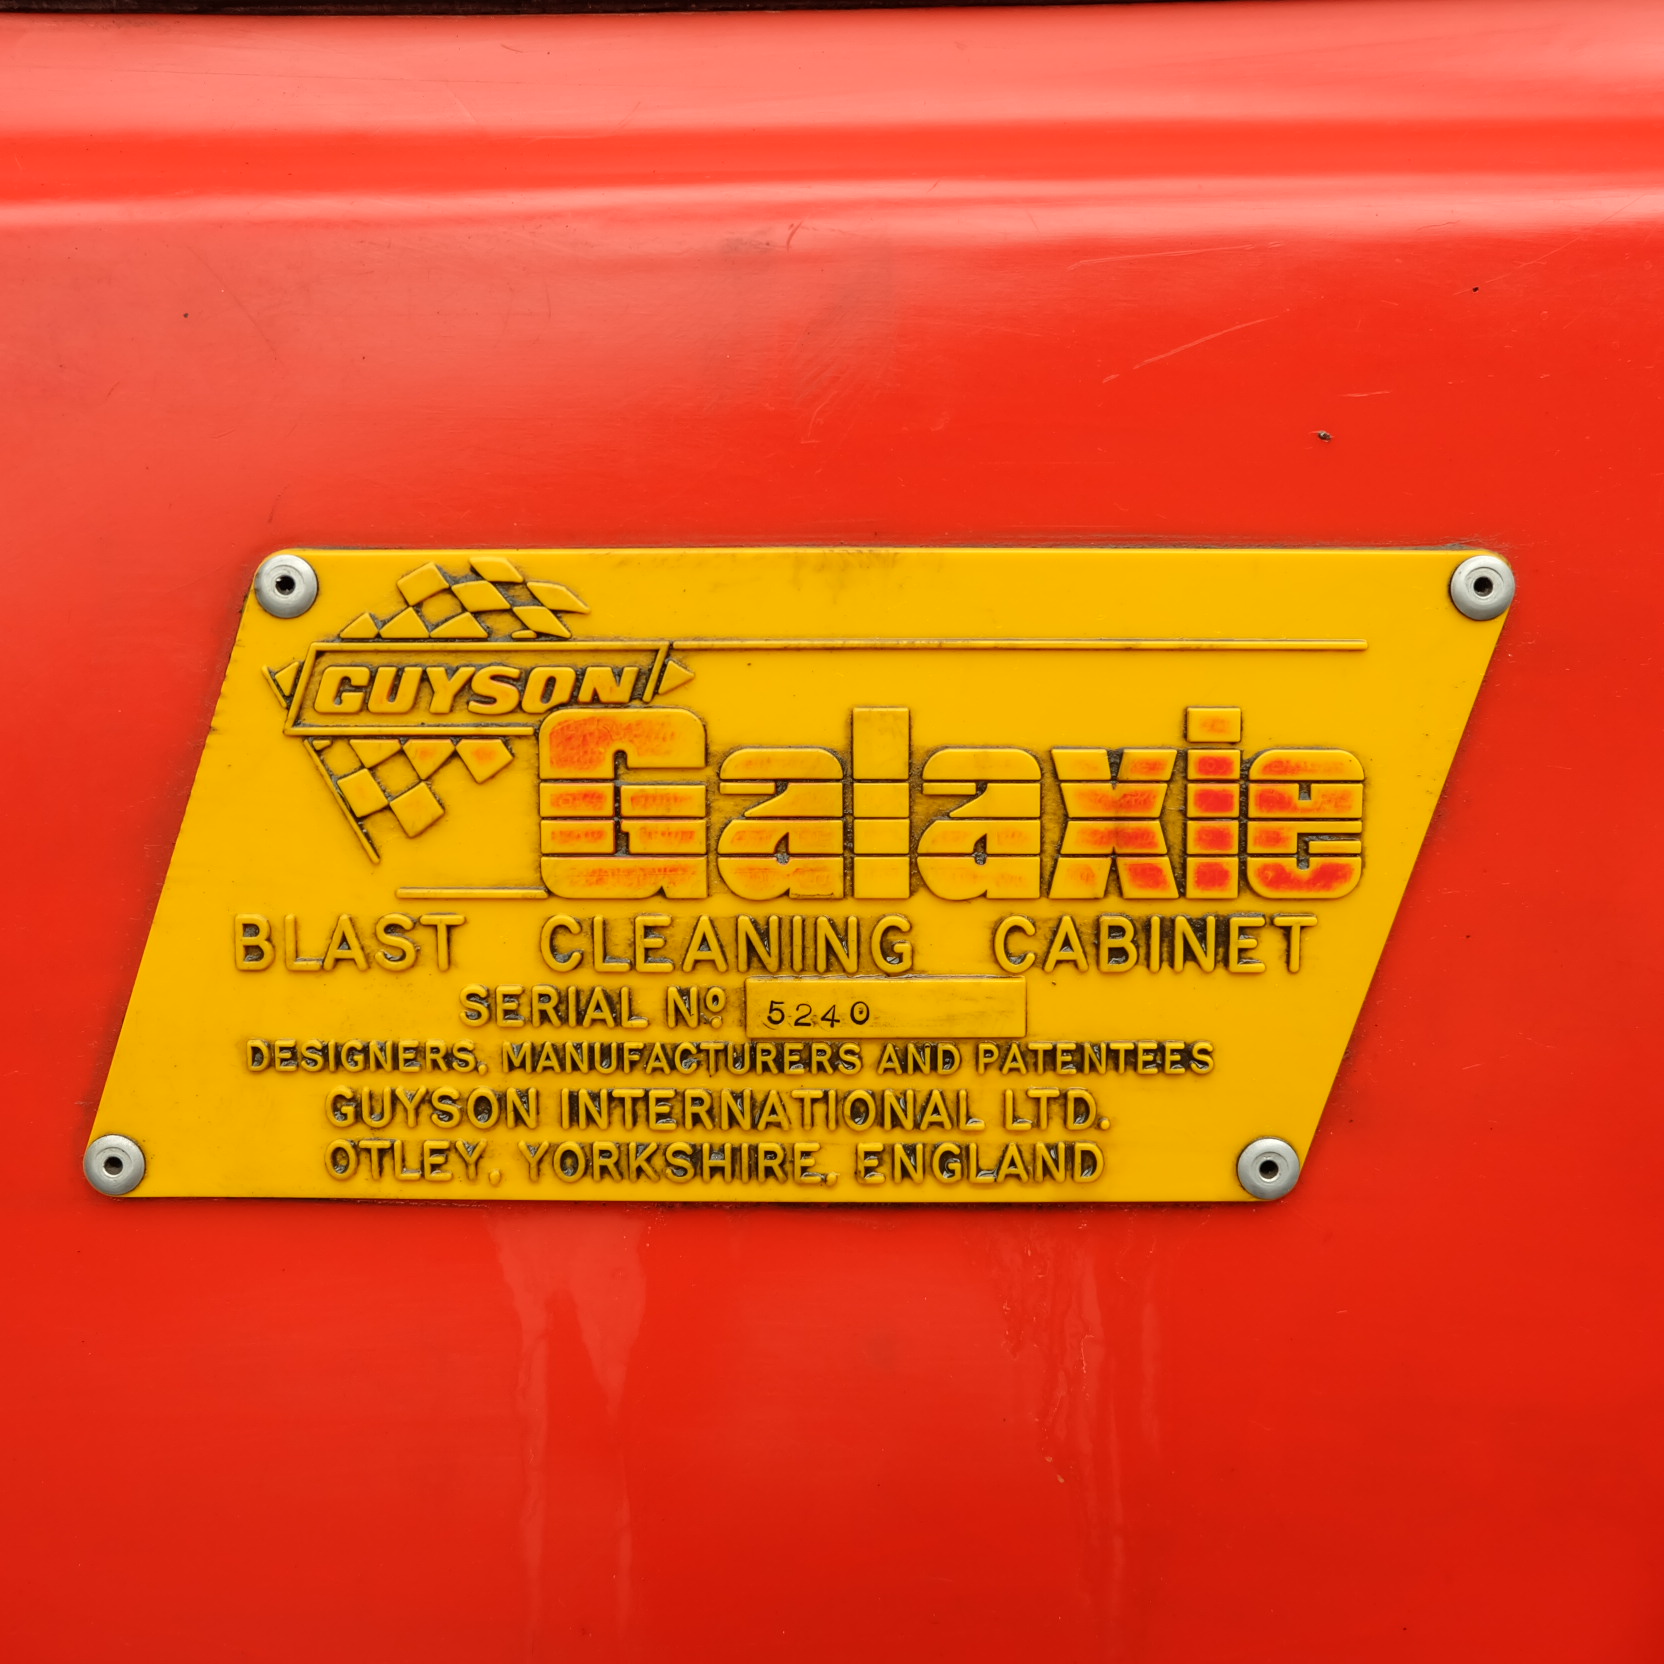 GUYSON
Galaxie
BLAST CLEANING CABINET
SERIAL Nº 5240
DESIGNERS, MANUFACTURERS AND PATENTEES
GUYSON INTERNATIONAL LTD.
OTLEY, YORKSHIRE, ENGLAND